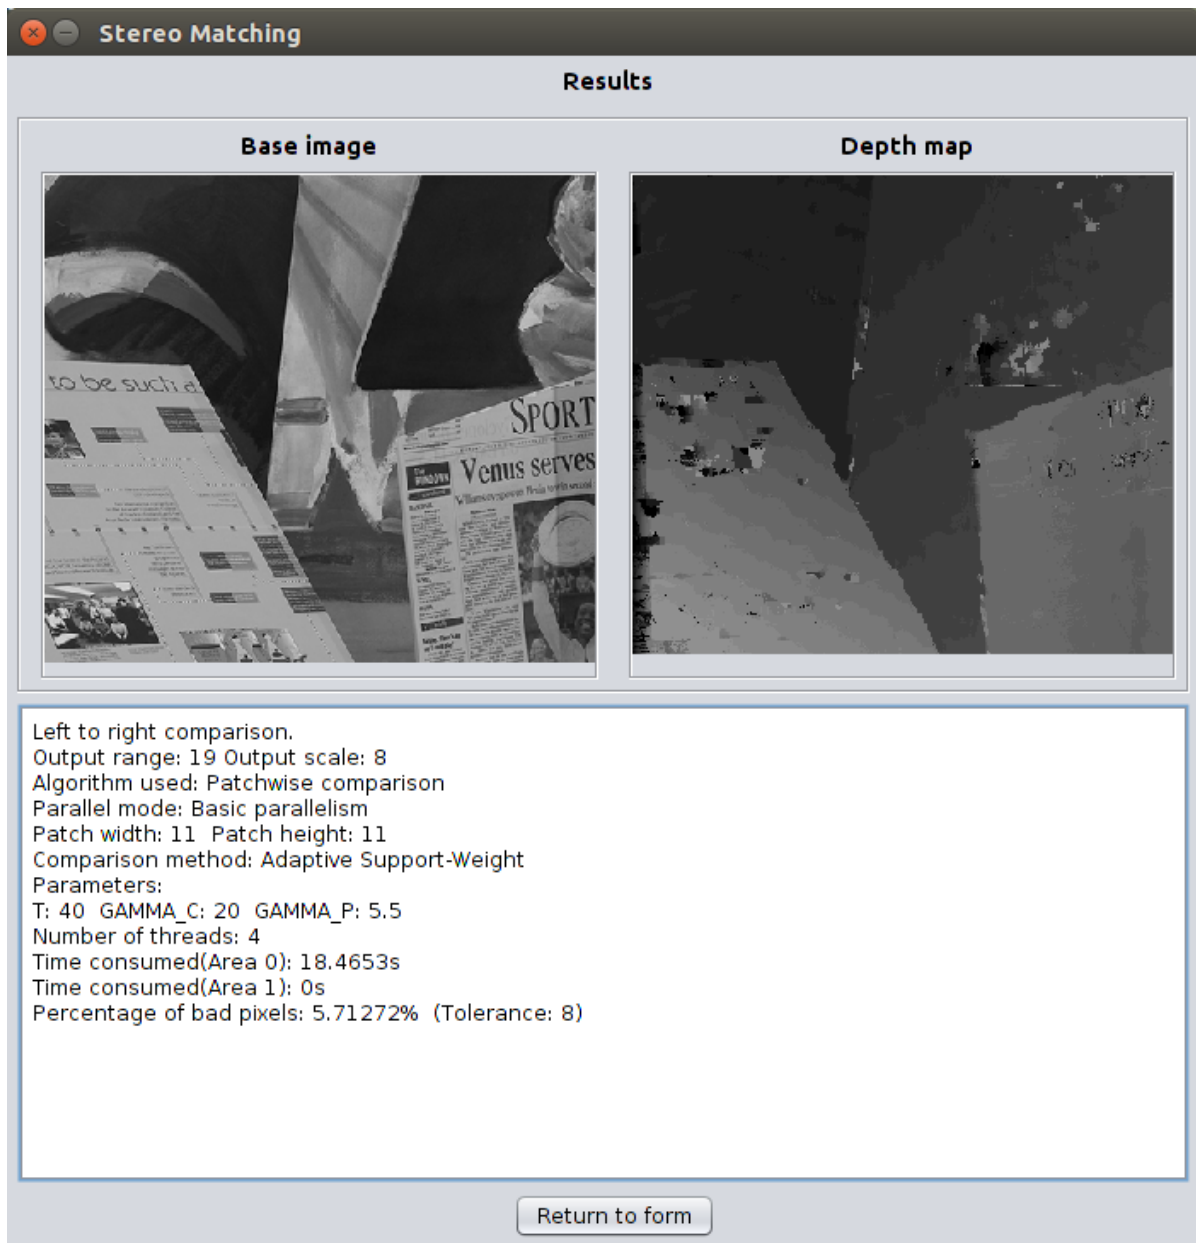 Stereo Matching
Results
Base image
Depth map
to be such a
SPORT
The
WINDOWN
Venus serves
Left to right comparison.
Output range: 19 Output scale: 8
Algorithm used: Patchwise comparison
Parallel mode: Basic parallelism
Patch width: 11  Patch height: 11
Comparison method: Adaptive Support-Weight
Parameters:
T: 40  GAMMA_C: 20  GAMMA_P: 5.5
Number of threads: 4
Time consumed(Area 0): 18.4653s
Time consumed(Area 1): 0s
Percentage of bad pixels: 5.71272%  (Tolerance: 8)
Return to form